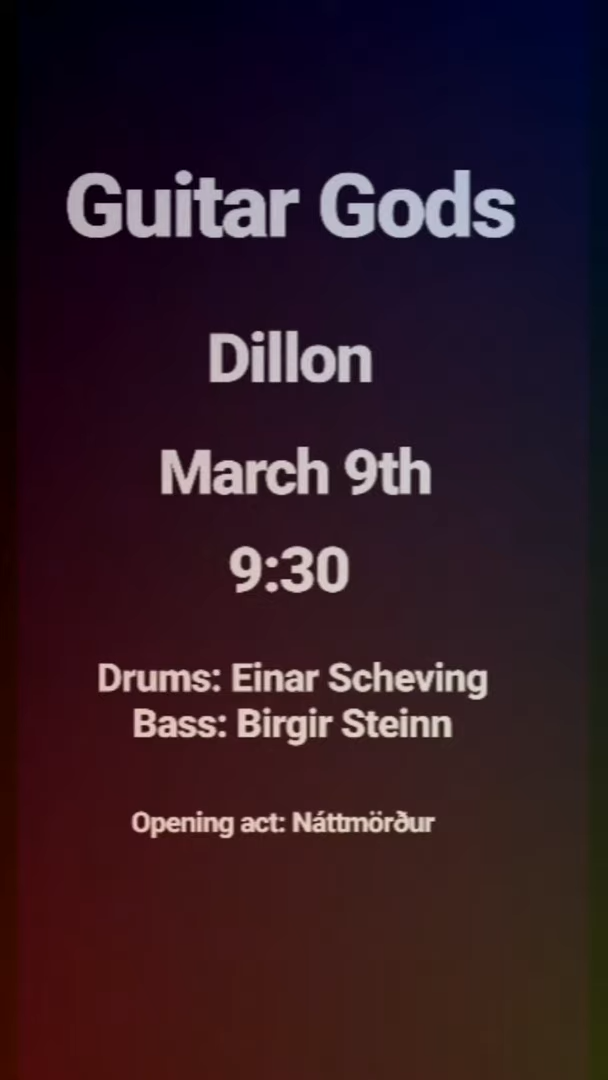 Guitar Gods
Dillon
March 9th
9:30
Drums: Einar Scheving
Bass: Birgir Steinn
Opening act: Náttmörður